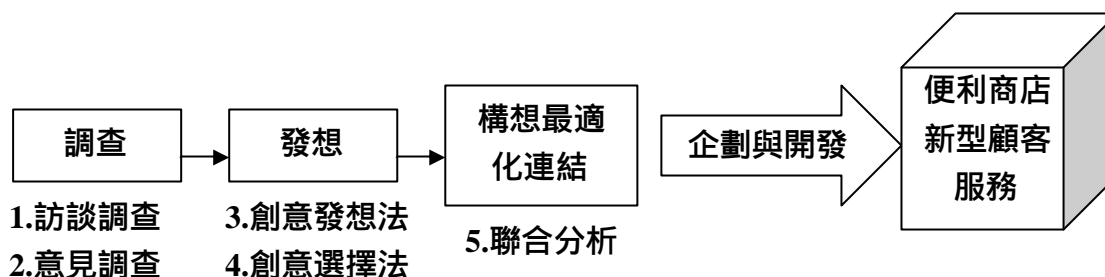 調查
1.訪談調查
2.意見調查
發想
3.創意發想法
4.創意選擇法
構想最適
化連結
5.聯合分析
企劃與開發
便利商店
新型顧客
服務